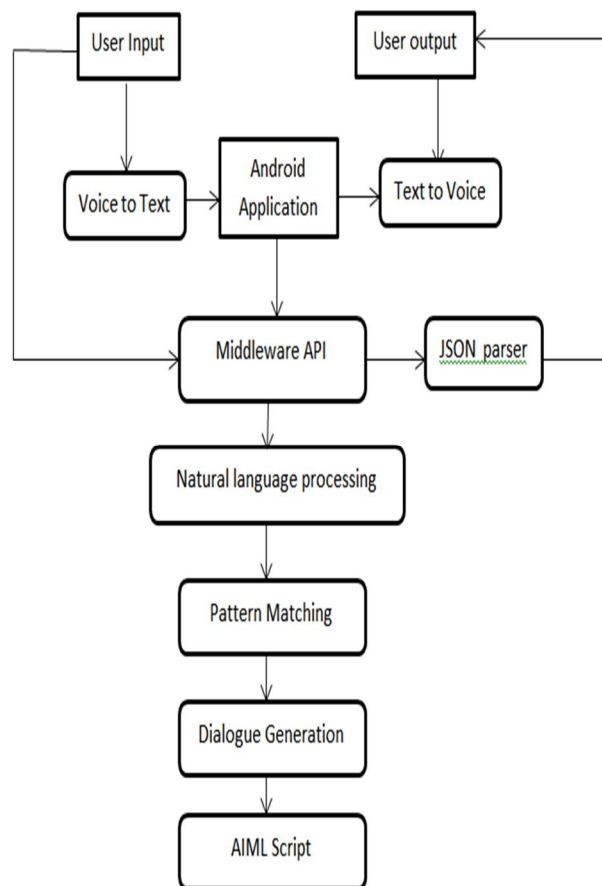 User Input
User output
Voice to Text
Android
Application
Text to Voice
Middleware API
JSON parser
Natural language processing
Pattern Matching
Dialogue Generation
AIML Script